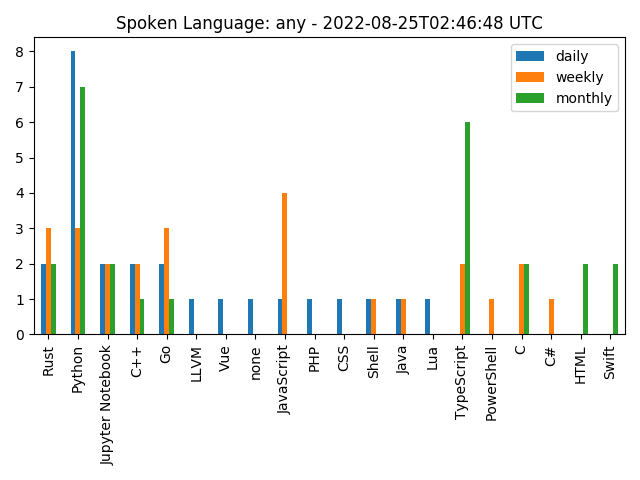 Spoken Language: any - 2022-08-25T02:46:48 UTC
daily
weekly
monthly
8
7
6
5
4
3
2
1
0
Rust
Python
Jupyter Notebook
C++
Go
LLVM
Vue
none
JavaScript
PHP
CSS
Shell
Java
Lua
TypeScript
PowerShell
C
C#
HTML
Swift